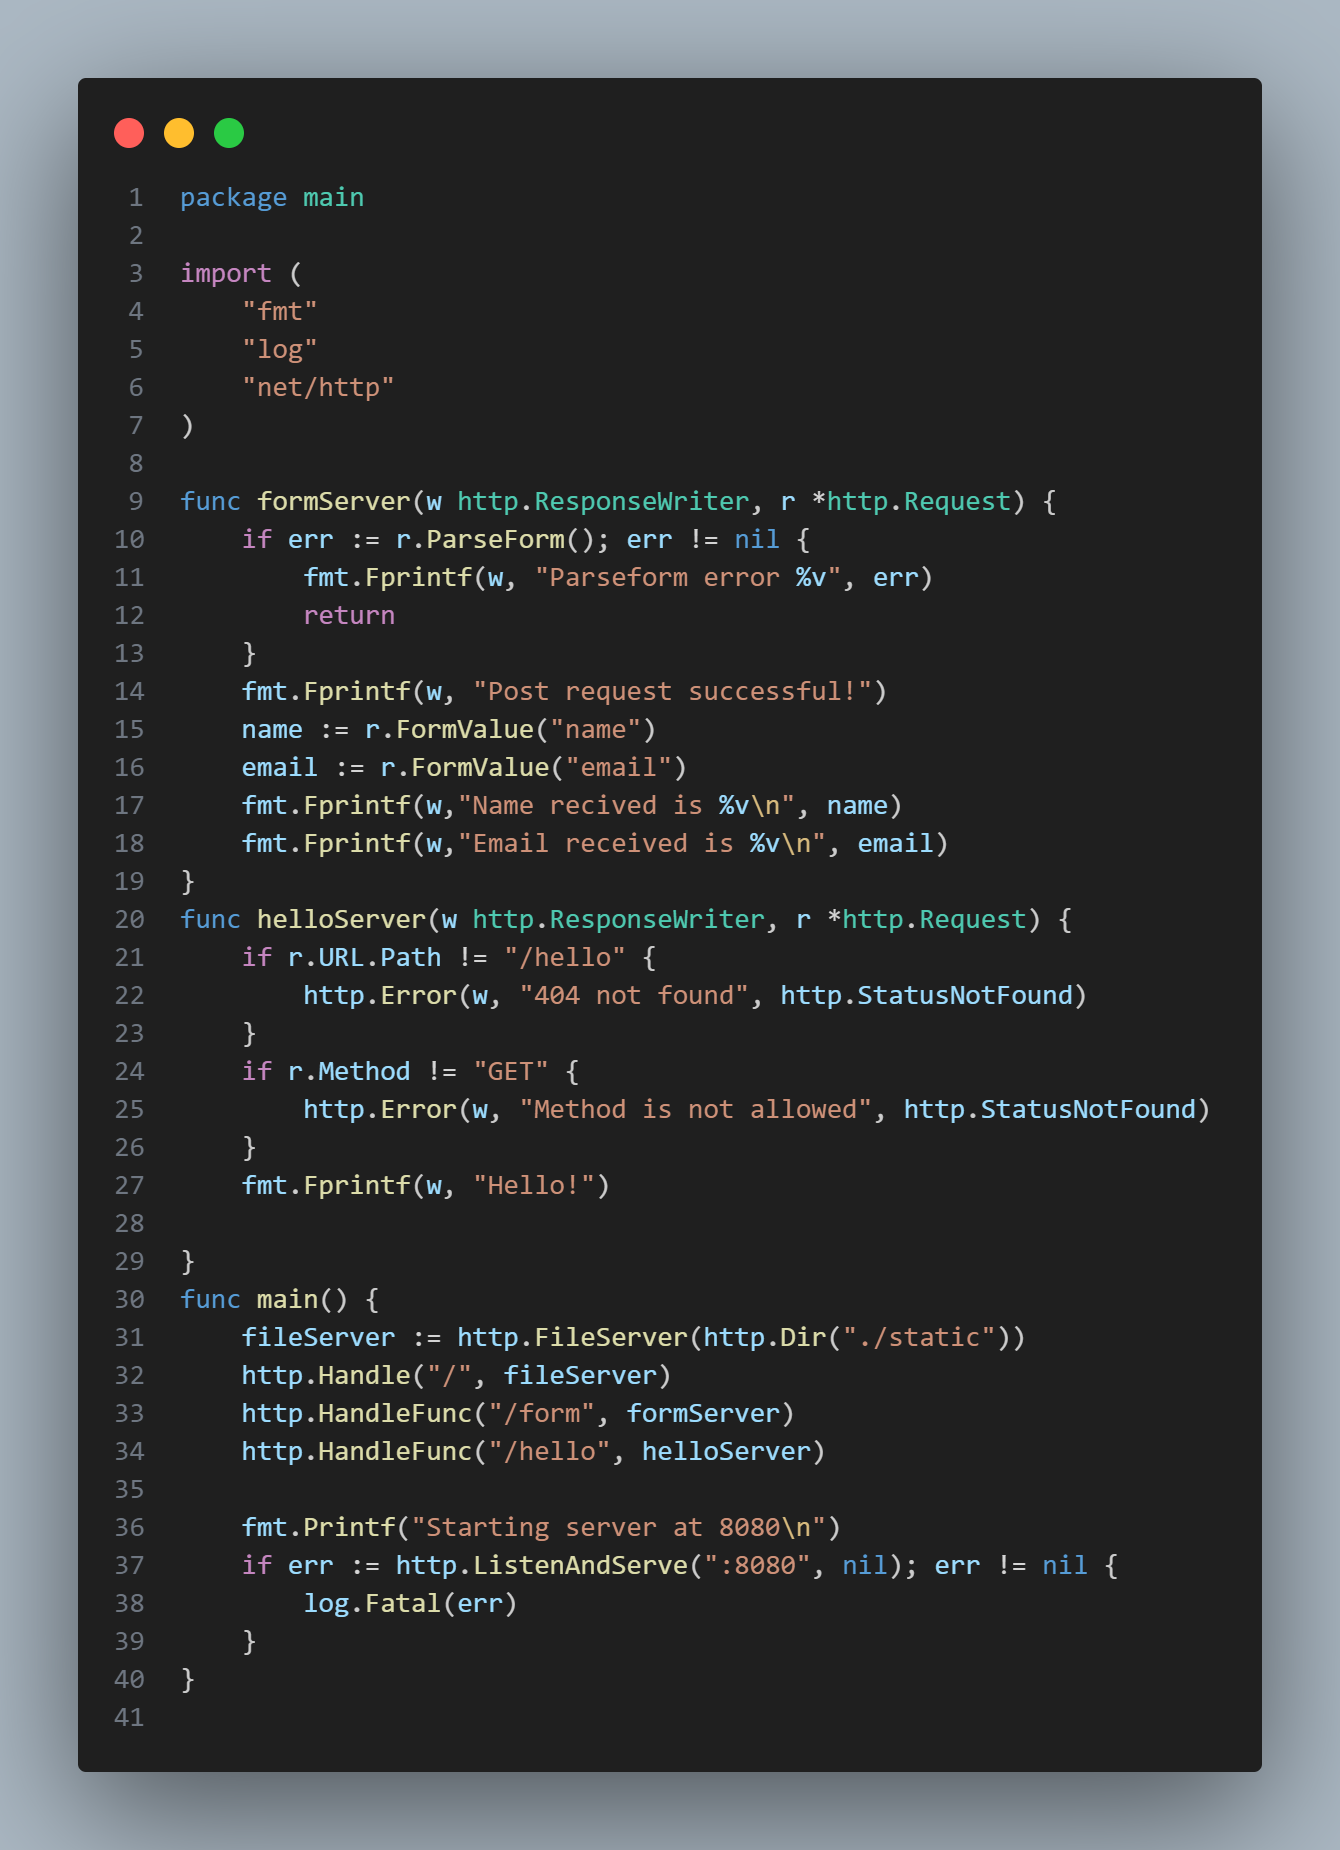 1 package main
2
3 import (
4     "fmt"
5     "log"
6     "net/http"
7 )
8
9 func formServer(w http.ResponseWriter, r *http.Request) {
10     if err := r.ParseForm(); err != nil {
11         fmt.Fprintf(w, "Parseform error %v", err)
12         return
13     }
14     fmt.Fprintf(w, "Post request successful!")
15     name := r.FormValue("name")
16     email := r.FormValue("email")
17     fmt.Fprintf(w,"Name recived is %v\n", name)
18     fmt.Fprintf(w,"Email received is %v\n", email)
19 }
20 func helloServer(w http.ResponseWriter, r *http.Request) {
21     if r.URL.Path != "/hello" {
22         http.Error(w, "404 not found", http.StatusNotFound)
23     }
24     if r.Method != "GET" {
25         http.Error(w, "Method is not allowed", http.StatusNotFound)
26     }
27     fmt.Fprintf(w, "Hello!")
28
29 }
30 func main() {
31     fileServer := http.FileServer(http.Dir("./static"))
32     http.Handle("/", fileServer)
33     http.HandleFunc("/form", formServer)
34     http.HandleFunc("/hello", helloServer)
35
36     fmt.Printf("Starting server at 8080\n")
37     if err := http.ListenAndServe(":8080", nil); err != nil {
38         log.Fatal(err)
39     }
40 }
41